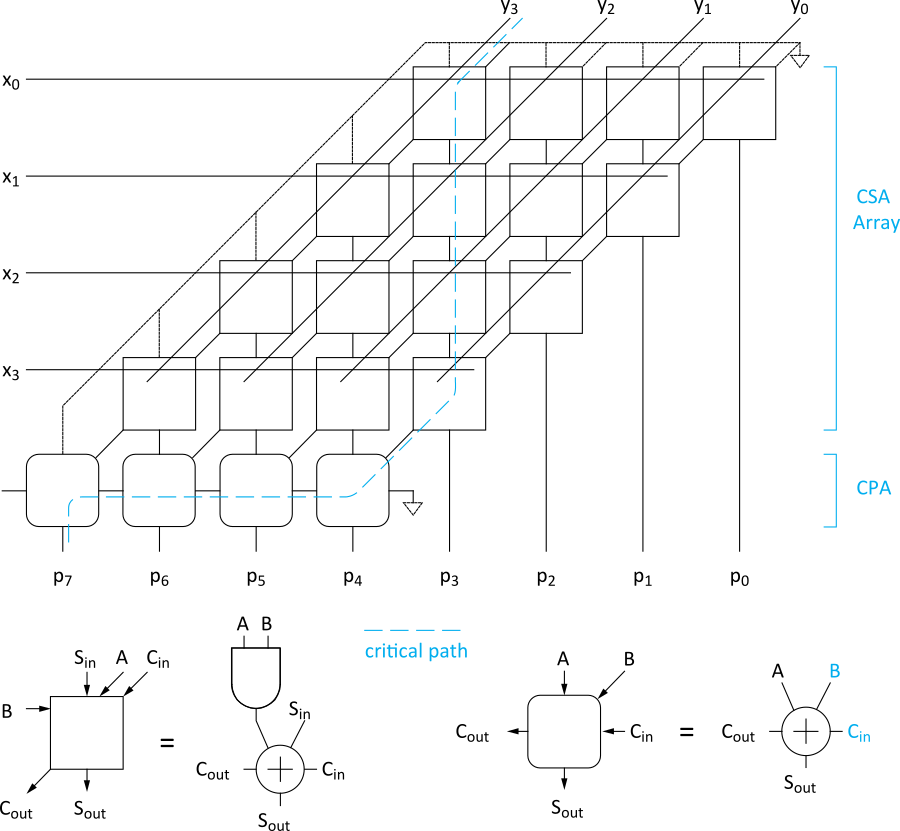 y₃ y₂ y₁ y₀
x₀
x₁
CSA
Array
x₂
x₃
CPA
p₇ p₆ p₅ p₄ p₃ p₂ p₁ p₀
critical path
A B
Sin A Cin
B
=
Sin
Cout Cin
Cout Sout
Sout
A B
Cout Cin
=
Sout
A B
Cout Cin
Sout